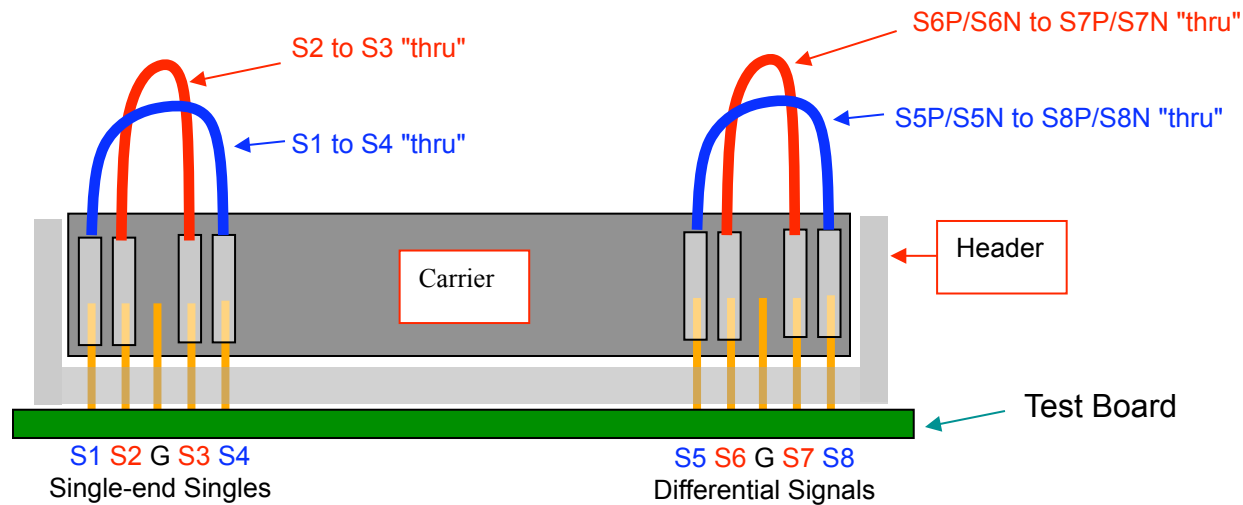 S2 to S3 "thru"
S6P/S6N to S7P/S7N "thru"
S1 to S4 "thru"
S5P/S5N to S8P/S8N "thru"
Carrier
Header
Test Board
S1 S2 G S3 S4
Single-end Singles
S5 S6 G S7 S8
Differential Signals